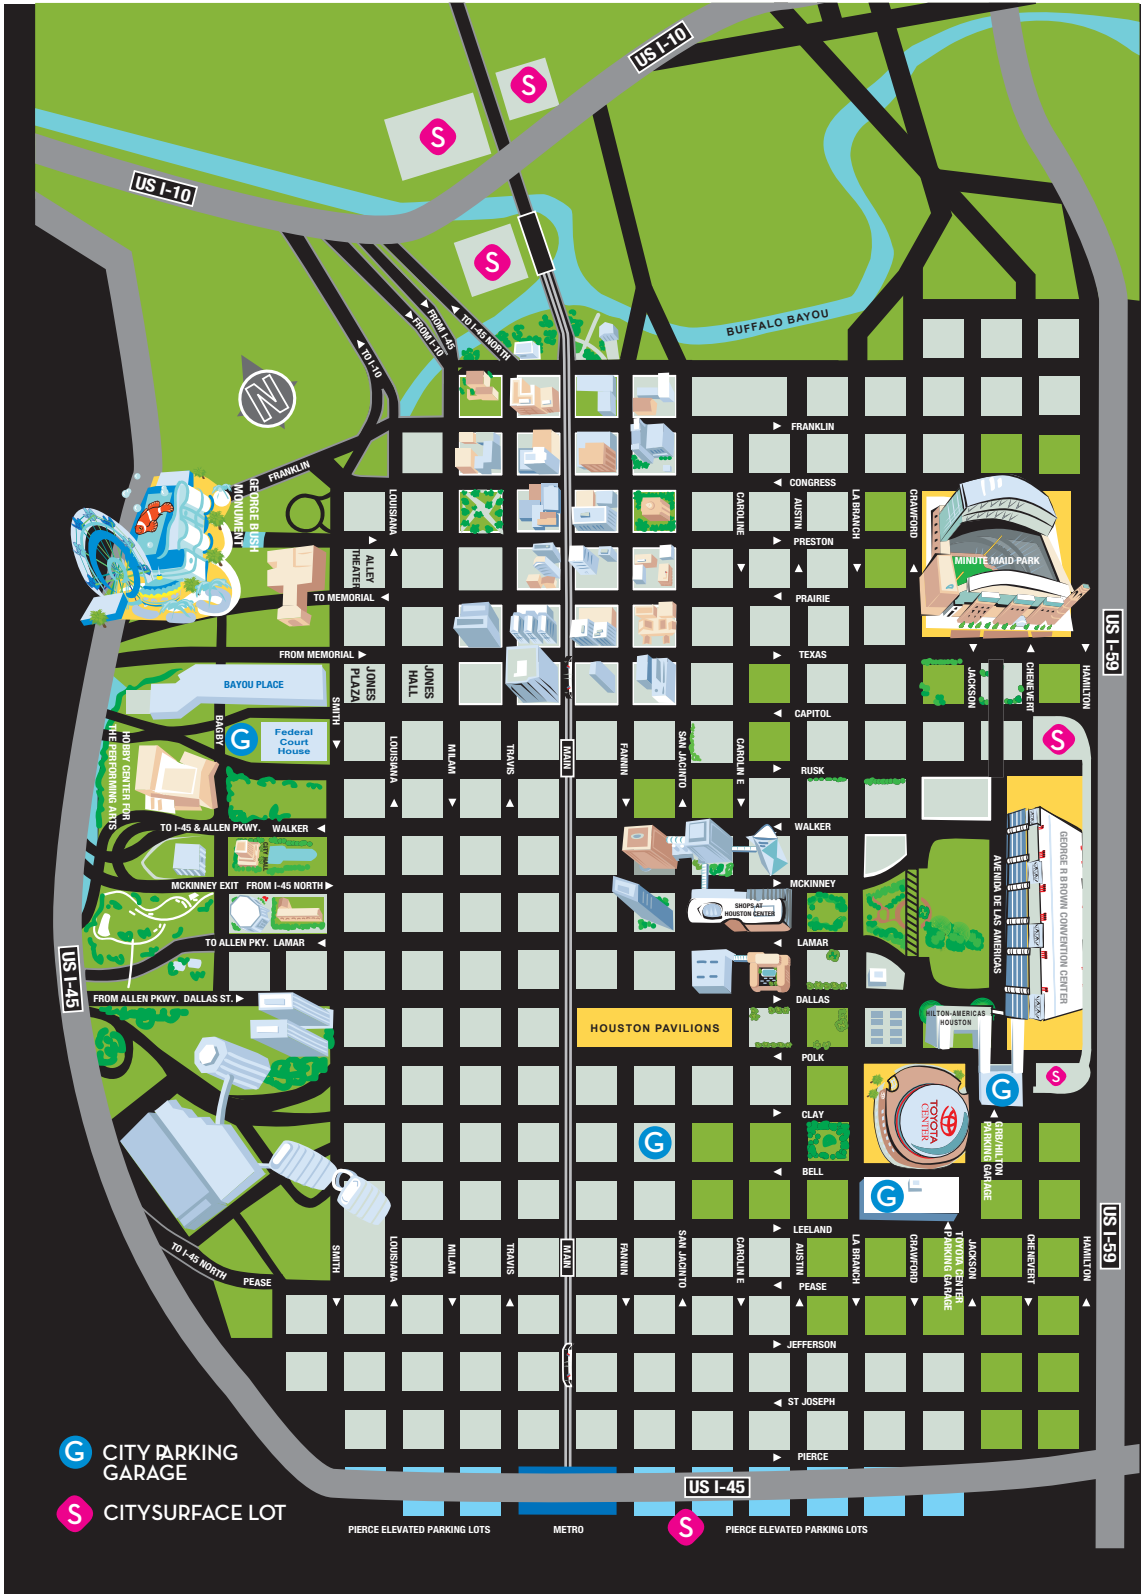 US I-10
S
S
US I-10
S
BUFFALO BAYOU
TO I-45 NORTH
FROM I-45
FROM I-10
TO I-10
N
FRANKLIN
FRANKLIN
CONGRESS
GEORGE BUSH
MONUMENT
LOUISIANA
CAROLINE
AUSTIN
LA BRANCH
CRAWFORD
PRESTON
ALLEY
THEATER
MINUTE MAID PARK
TO MEMORIAL
PRAIRIE
US I-59
FROM MEMORIAL
TEXAS
BAYOU PLACE
JONES
PLAZA
JONES
HALL
JACKSON
CHENEVERT
HAMILTON
SMITH
CAPITOL
BAGBY
G
Federal
Court
House
HOBBY CENTER FOR
THE PERFORMING ARTS
LOUISIANA
MILAM
TRAVIS
MAIN
FANNIN
SAN JACINTO
CAROLIN E
S
RUSK
TO I-45 & ALLEN PKWY. WALKER
WALKER
CITY HALL
MCKINNEY EXIT FROM I-45 NORTH
MCKINNEY
SHOPS AT
HOUSTON CENTER
AVENIDA DE LAS AMERICAS
GEORGE R BROWN CONVENTION CENTER
TO ALLEN PKY. LAMAR
LAMAR
US I-45
FROM ALLEN PKWY. DALLAS ST.
DALLAS
HOUSTON PAVILIONS
HILTON-AMERICAS
HOUSTON
POLK
G
S
CLAY
TOYOTA
CENTER
G
GRB/HILTON
PARKING GARAGE
BELL
G
LEELAND
US I-59
TO I-45 NORTH
PEASE
SMITH
LOUISIANA
MILAM
TRAVIS
MAIN
FANNIN
SAN JACINTO
CAROLIN E
AUSTIN
LA BRANCH
CRAWFORD
TOYOTA CENTER
PARKING GARAGE
JACKSON
CHENEVERT
HAMILTON
PEASE
JEFFERSON
ST JOSEPH
PIERCE
G CITY PARKING
GARAGE
S CITY SURFACE LOT
US I-45
S
PIERCE ELEVATED PARKING LOTS
METRO
PIERCE ELEVATED PARKING LOTS